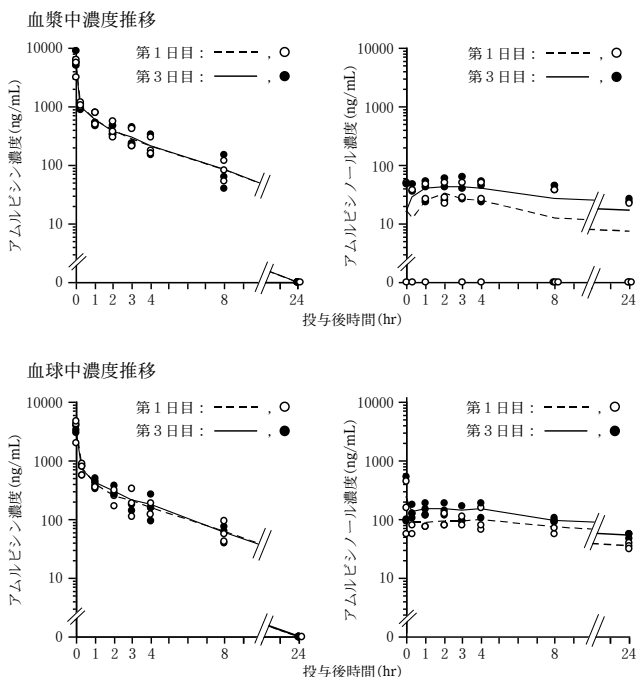 血漿中濃度推移
アムルビシン濃度(ng/mL)
10000
1000
100
10
0
第1日目： , 
第3日目： , 
0 1 2 3 4 8 24
アムルビシノール濃度(ng/mL)
10000
1000
100
10
0
第1日目： , 
第3日目： , 
0 1 2 3 4 8 24
投与後時間(hr)
血球中濃度推移
アムルビシン濃度(ng/mL)
10000
1000
100
10
0
第1日目： , 
第3日目： , 
0 1 2 3 4 8 24
アムルビシノール濃度(ng/mL)
10000
1000
100
10
0
第1日目： , 
第3日目： , 
0 1 2 3 4 8 24
投与後時間(hr)